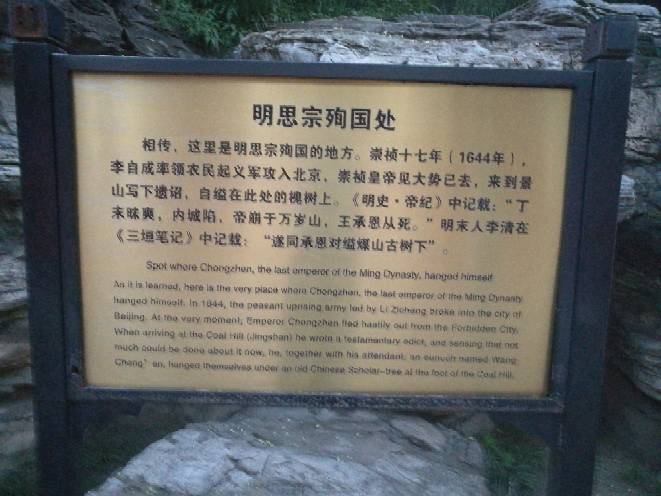 明思宗殉国处
相传，这里是明思宗殉国的地方。崇祯十七年（1644年），
李自成率领农民起义军攻入北京，崇祯皇帝见大势已去，来到景
山写下遗诏，自缢在此处的槐树上。《明史·帝纪》中记载：“丁
未昧爽，内城陷，帝崩于万岁山，王承恩从死。”明末人李清在
《三垣笔记》中记载：“遂同承恩对缢煤山古树下”。
Spot where Chongzhen, the last emperor of the Ming Dynasty, hanged himself
As it is learned, here is the very place where Chongzhen, the last emperor of the Ming Dynasty
hanged himself. In 1644, the peasant uprising army led by Li Zicheng broke into the city of
Beijing. At the very moment, Emperor Chongzhen fled hastily out from the Forbidden City.
When arriving at the Coal Hill (Jingshan) he wrote a testamentary edict, and sensing that not
much could be done about it now, he, together with his attendant, an eunuch named Wang
Cheng’en, hanged themselves under an old Chinese Scholar-tree at the foot of the Coal Hill.